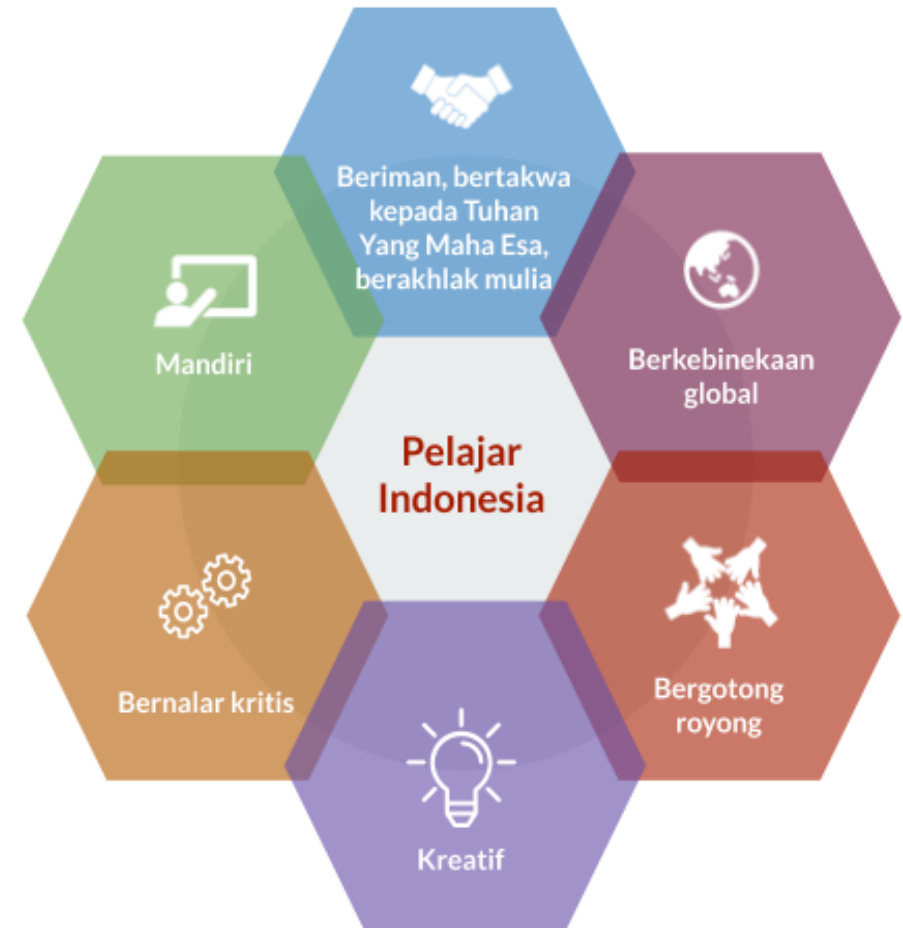 Beriman, bertakwa
kepada Tuhan
Yang Maha Esa,
berakhlak mulia
Mandiri
Berkebinekaan
global
Pelajar
Indonesia
Bernalar kritis
Bergotong
royong
Kreatif